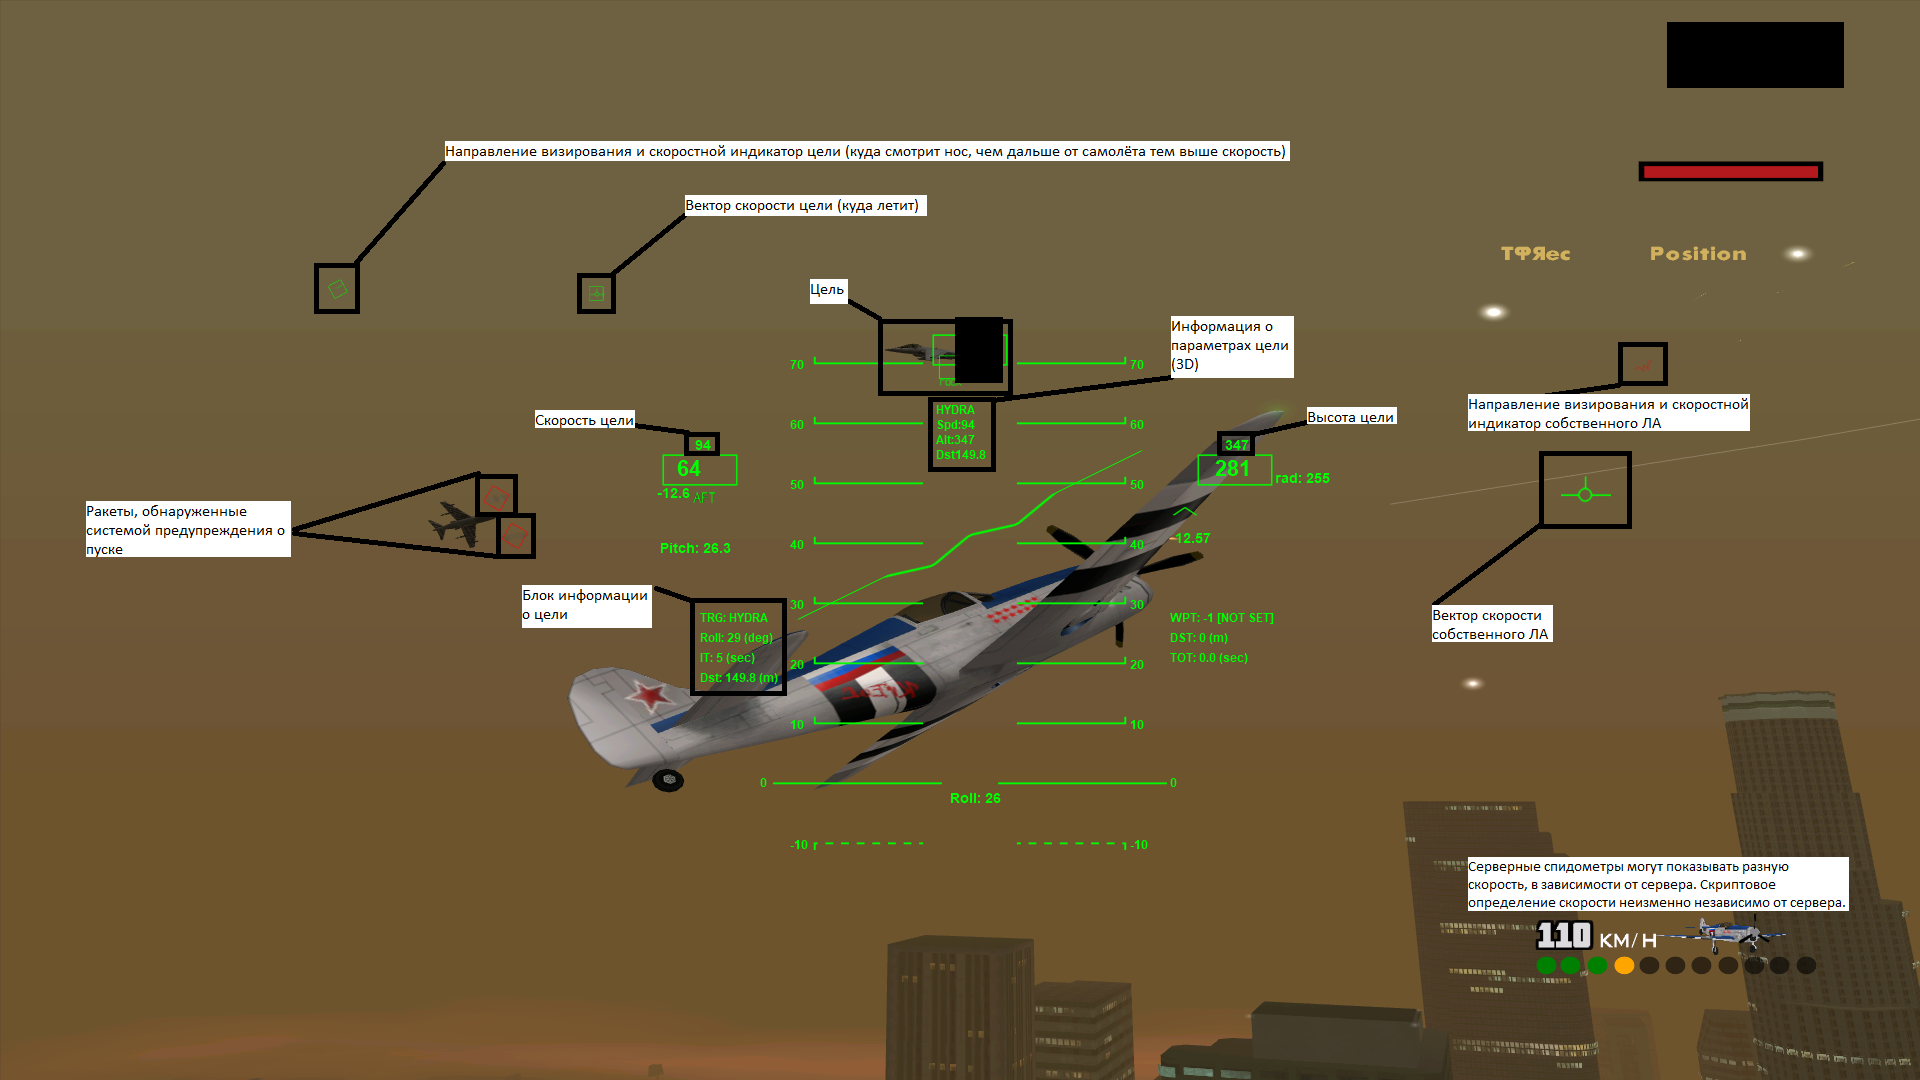 Направление визирования и скоростной индикатор цели (куда смотрит нос, чем дальше от самолёта тем выше скорость)
Вектор скорости цели (куда летит)
TФЯес
Position
Цель
Информация о
параметрах цели
(3D)
70
70
HYDRA
Spd:94
Alt:347
Dst149.8
Направление визирования и скоростной
индикатор собственного ЛА
Скорость цели
Высота цели
60
60
94
347
64
281
rad: 255
-12.6
AFT
50
50
Ракеты, обнаруженные
системой предупреждения о
пуске
Pitch: 26.3
40
40
-12.57
Блок информации
о цели
30
30
TRG: HYDRA
Roll: 29 (deg)
IT: 5 (sec)
Dst: 149.8 (m)
WPT: -1 [NOT SET]
DST: 0 (m)
TOT: 0.0 (sec)
Вектор скорости
собственного ЛА
20
20
10
10
0
0
Roll: 26
-10
-10
Серверные спидометры могут показывать разную
скорость, в зависимости от сервера. Скриптовое
определение скорости неизменно независимо от сервера.
110 KM/H